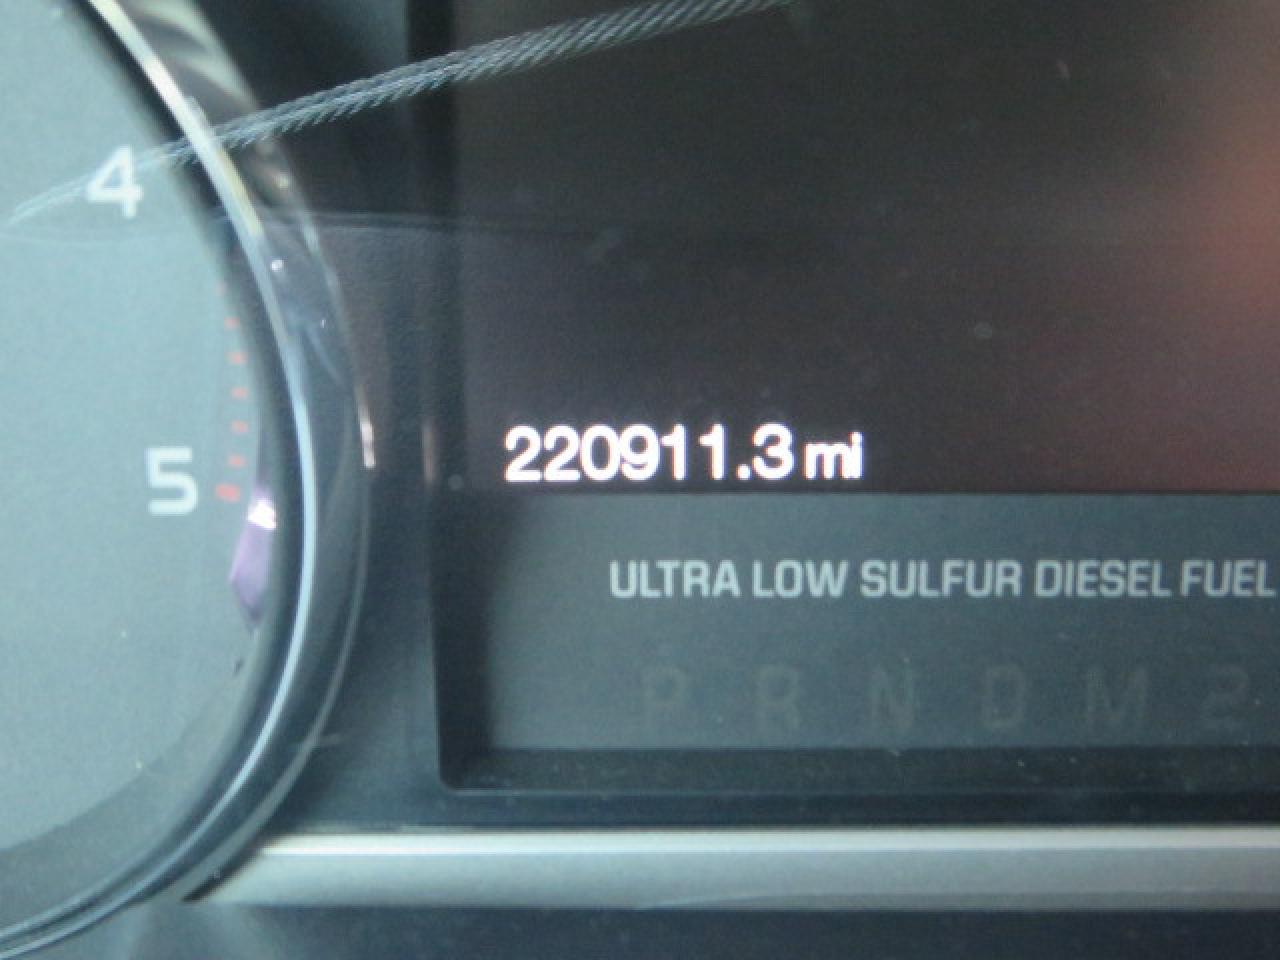 4
5
220911.3 mi
ULTRA LOW SULFUR DIESEL FUEL
P R N D M 2